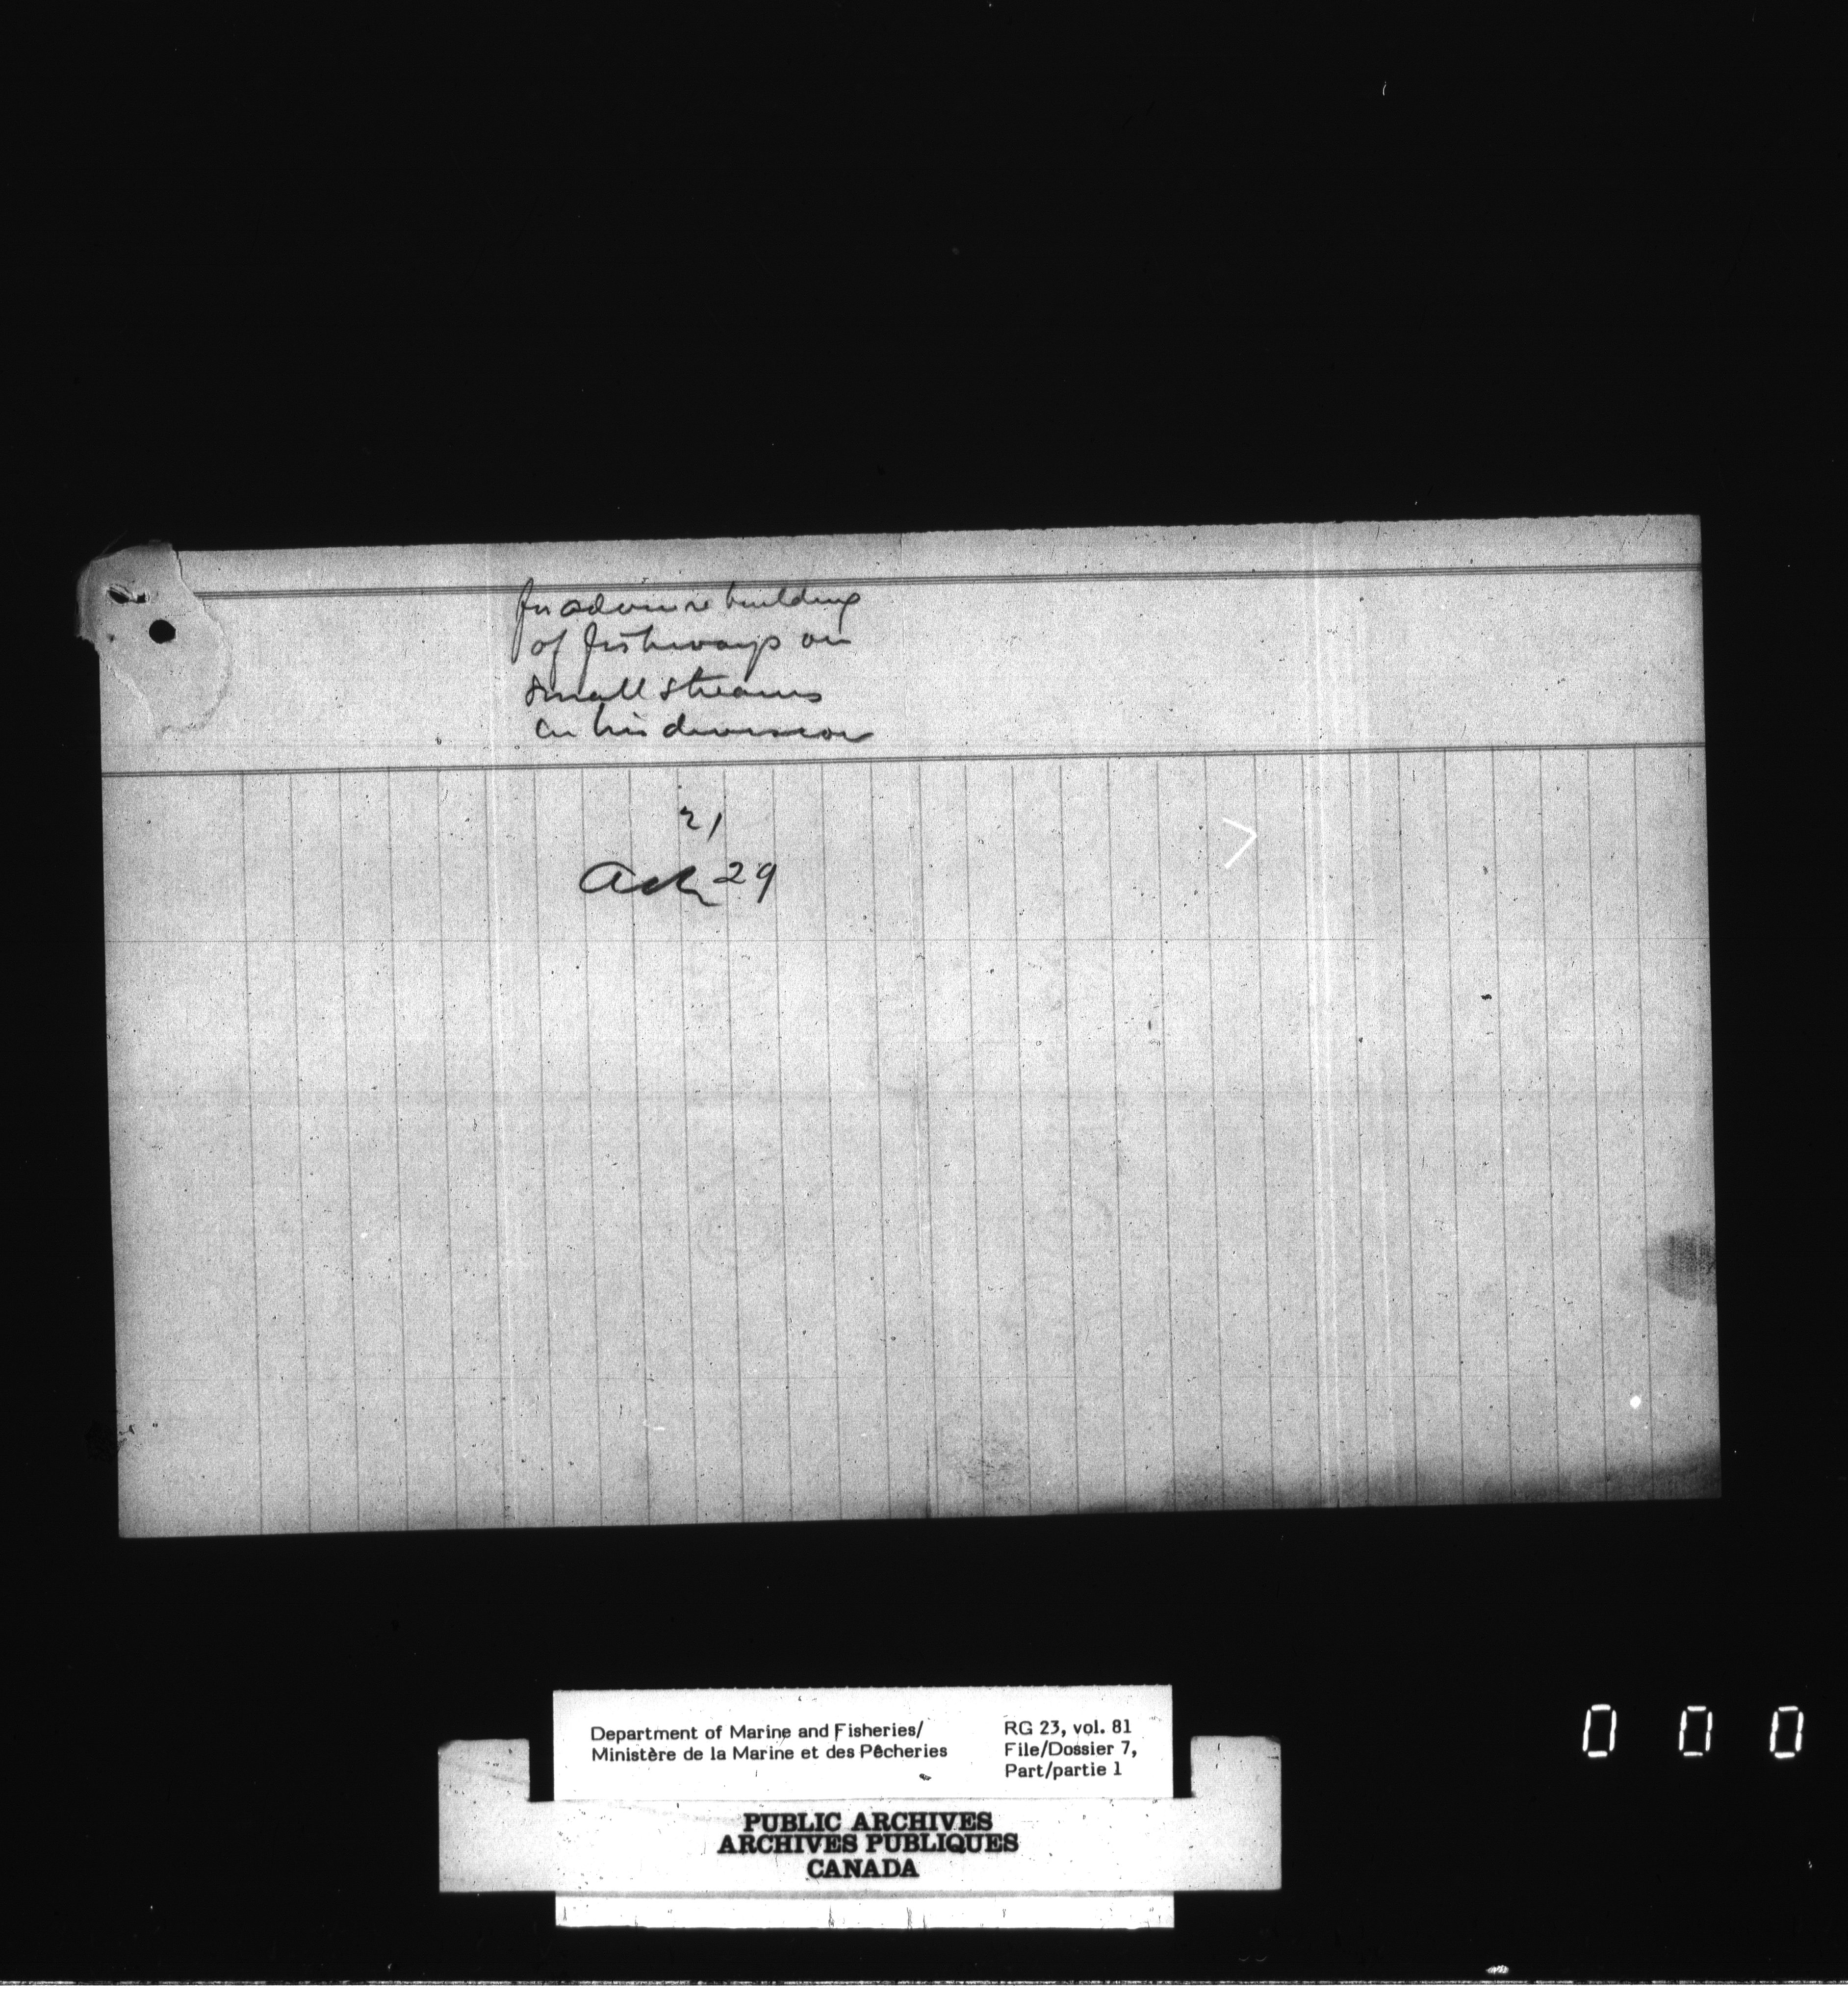 for advice re building
of fishways on
small streams
in his division
21
Ack 29
Department of Marine and Fisheries/
Ministère de la Marine et des Pêcheries
RG 23, vol. 81
File/Dossier 7,
Part/partie 1
PUBLIC ARCHIVES
ARCHIVES PUBLIQUES
CANADA
0 0 0